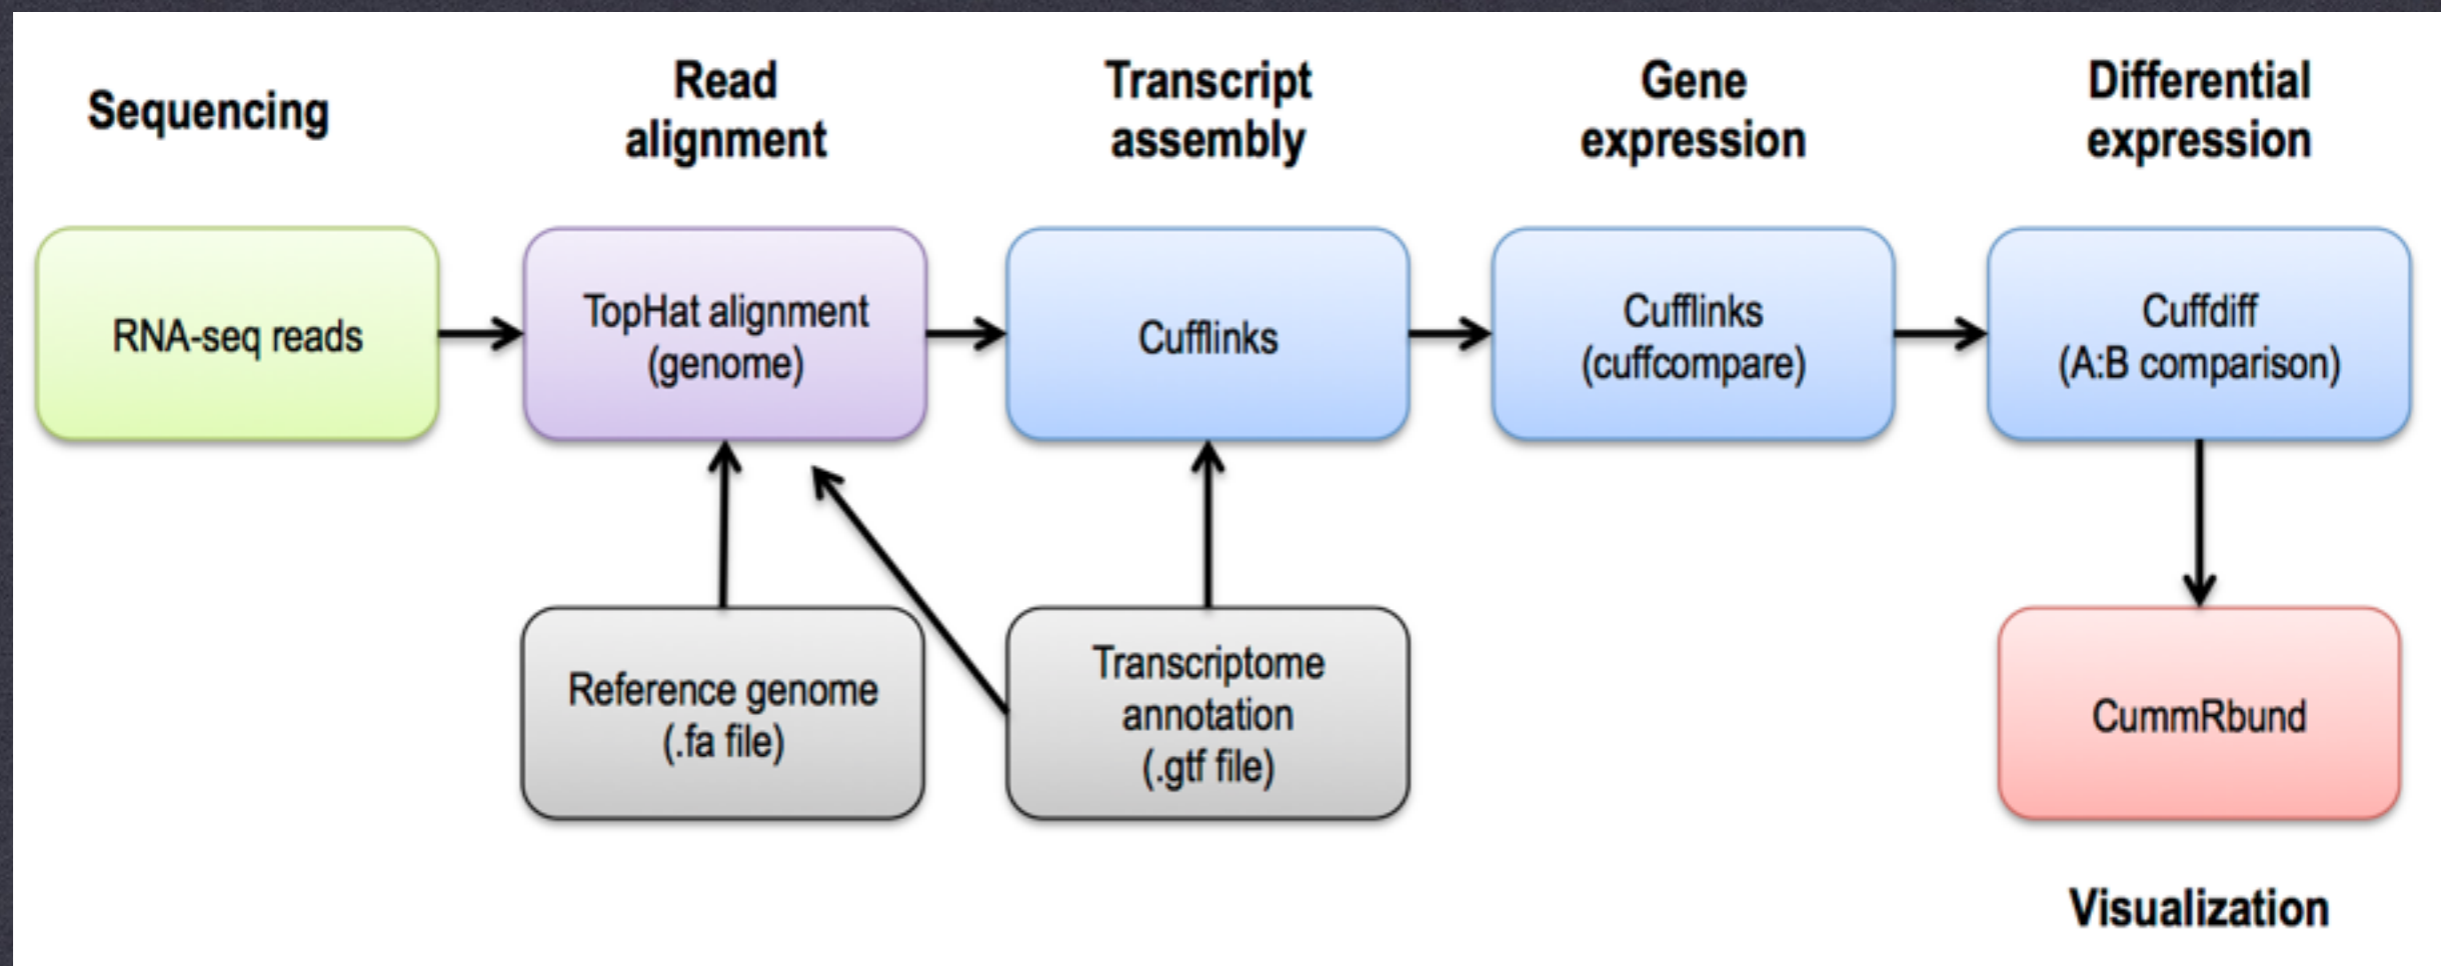 Sequencing
Read
alignment
Transcript
assembly
Gene
expression
Differential
expression
RNA-seq reads
TopHat alignment
(genome)
Cufflinks
Cufflinks
(cuffcompare)
Cuffdiff
(A:B comparison)
Reference genome
(.fa file)
Transcriptome
annotation
(.gtf file)
CummRbund
Visualization